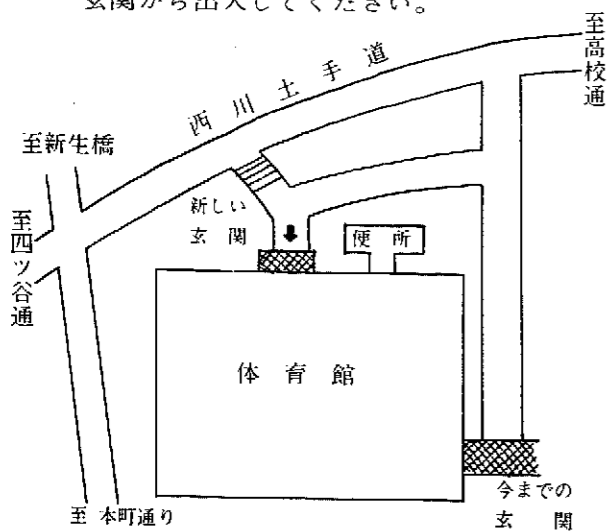 玄関から出入してください。
至高校通
西川土手道
至新生橋
至四ツ谷通
新しい
玄関
便所
体育館
今までの
玄関
至本町通り